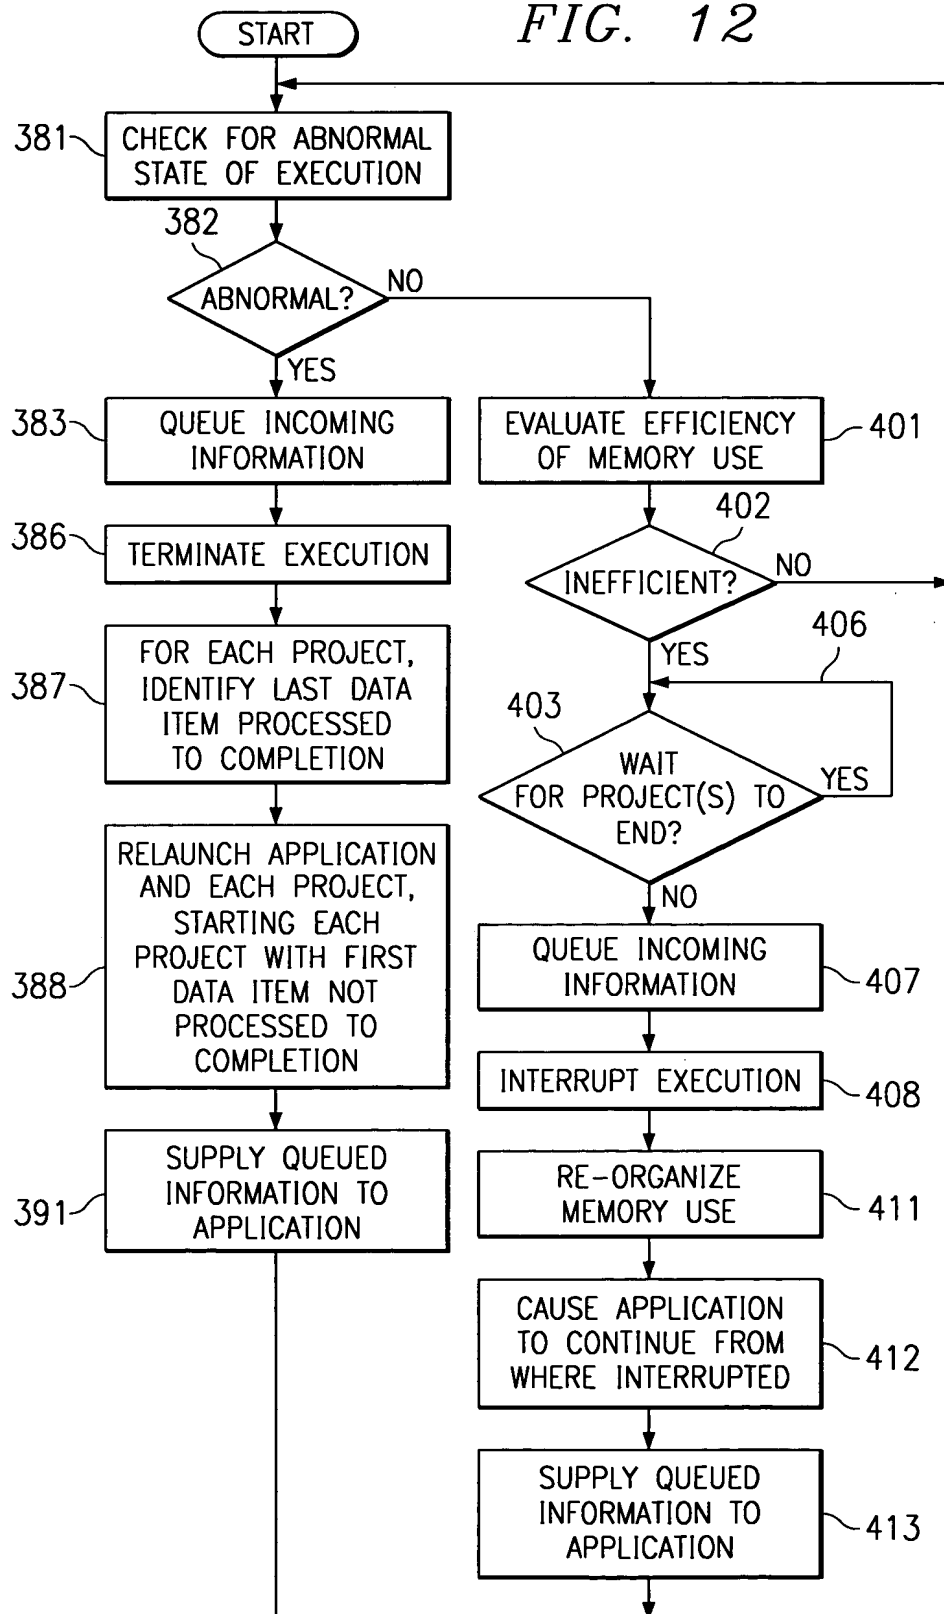 FIG. 12
START
381
CHECK FOR ABNORMAL
STATE OF EXECUTION
382
ABNORMAL?
NO
YES
383
QUEUE INCOMING
INFORMATION
386
TERMINATE EXECUTION
387
FOR EACH PROJECT,
IDENTIFY LAST DATA
ITEM PROCESSED
TO COMPLETION
388
RELAUNCH APPLICATION
AND EACH PROJECT,
STARTING EACH
PROJECT WITH FIRST
DATA ITEM NOT
PROCESSED TO
COMPLETION
391
SUPPLY QUEUED
INFORMATION TO
APPLICATION
EVALUATE EFFICIENCY
OF MEMORY USE
401
402
INEFFICIENT?
NO
YES
406
403
WAIT
FOR PROJECT(S) TO
END?
YES
NO
QUEUE INCOMING
INFORMATION
407
INTERRUPT EXECUTION
408
RE-ORGANIZE
MEMORY USE
411
CAUSE APPLICATION
TO CONTINUE FROM
WHERE INTERRUPTED
412
SUPPLY QUEUED
INFORMATION TO
APPLICATION
413